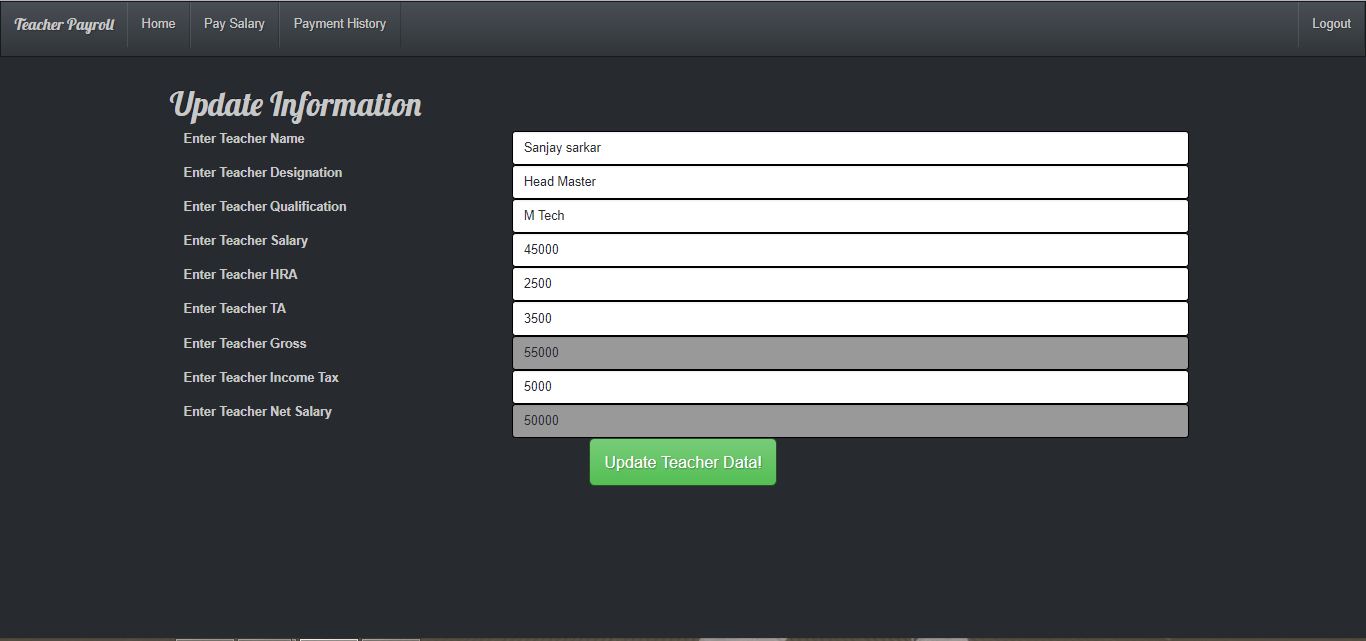 Teacher Payroll Home Pay Salary Payment History Logout
Update Information
Enter Teacher Name Sanjay sarkar
Enter Teacher Designation Head Master
Enter Teacher Qualification M Tech
Enter Teacher Salary 45000
Enter Teacher HRA 2500
Enter Teacher TA 3500
Enter Teacher Gross 55000
Enter Teacher Income Tax 5000
Enter Teacher Net Salary 50000
Update Teacher Data!